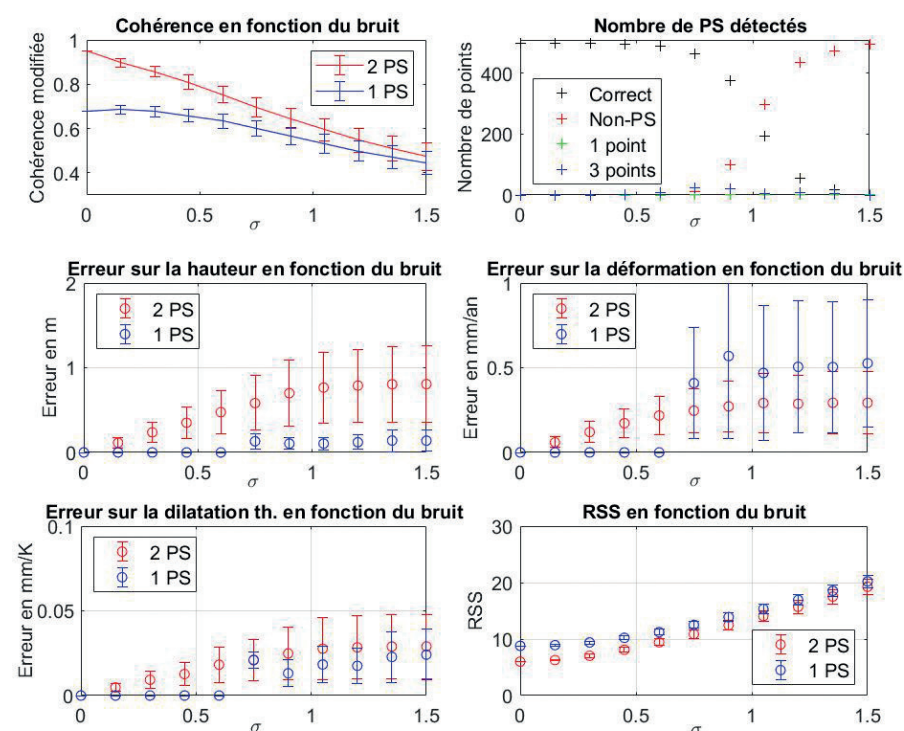 Cohérence en fonction du bruit
Cohérence modifiée
1
0.8
0.6
0.4
2 PS
1 PS
0
0.5
1
1.5
σ
Nombre de PS détectés
Nombre de points
400
200
0
Correct
Non-PS
1 point
3 points
0
0.5
1
1.5
σ
Erreur sur la hauteur en fonction du bruit
Erreur en m
2
1
0
2 PS
1 PS
0
0.5
1
1.5
σ
Erreur sur la déformation en fonction du bruit
Erreur en mm/an
1
0.5
0
2 PS
1 PS
0
0.5
1
1.5
σ
Erreur sur la dilatation th. en fonction du bruit
Erreur en mm/K
0.1
0.05
0
2 PS
1 PS
0
0.5
1
1.5
σ
RSS en fonction du bruit
RSS
30
20
10
0
2 PS
1 PS
0
0.5
1
1.5
σ